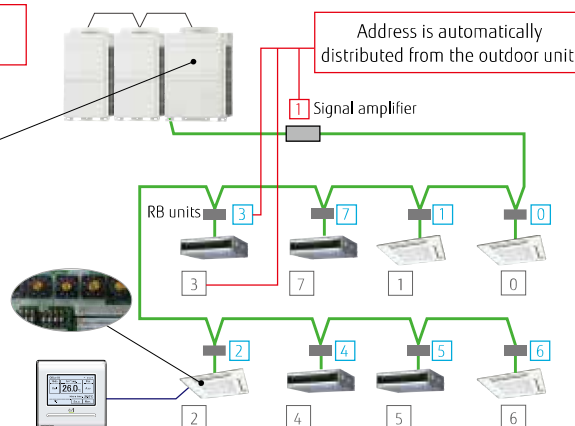 Address is automatically
distributed from the outdoor unit
1 Signal amplifier
RB units 3 7 1 0
3 7 1 0
2 4 5 6
26.0
2 4 5 6